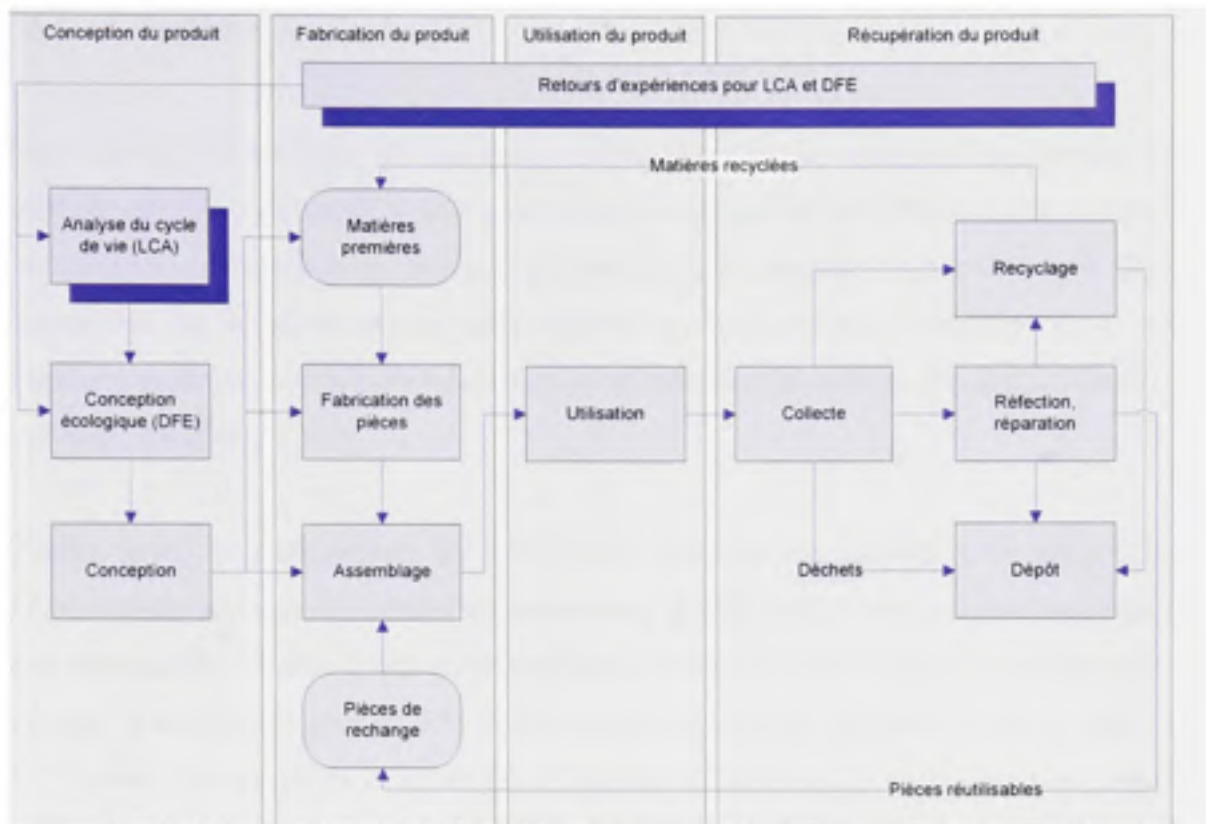 Conception du produit
Fabrication du produit
Utilisation du produit
Récupération du produit
Retours d'expériences pour LCA et DFE
Matières recyclées
Analyse du cycle
de vie (LCA)
Matières
premières
Recyclage
Conception
écologique (DFE)
Fabrication des
pièces
Utilisation
Collecte
Réfection,
réparation
Conception
Assemblage
Déchets
Dépôt
Pièces de
rechange
Pièces réutilisables